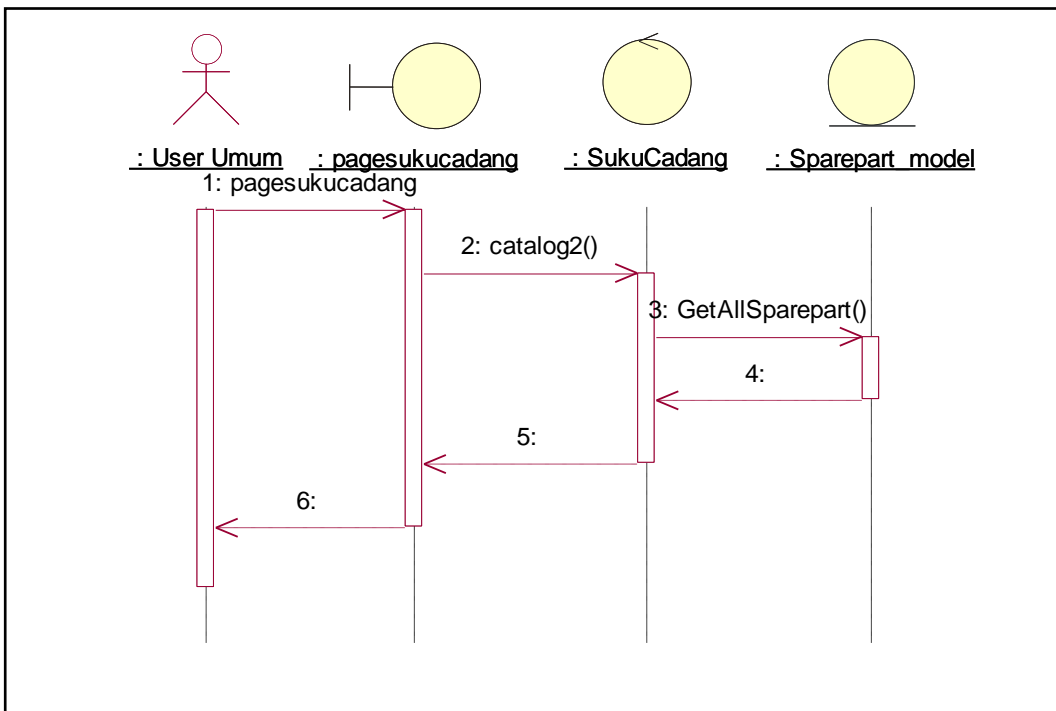 : User Umum
: pagesukucadang
: SukuCadang
: Sparepart_model
1: pagesukucadang
2: catalog2()
3: GetAllSparepart()
4:
5:
6: